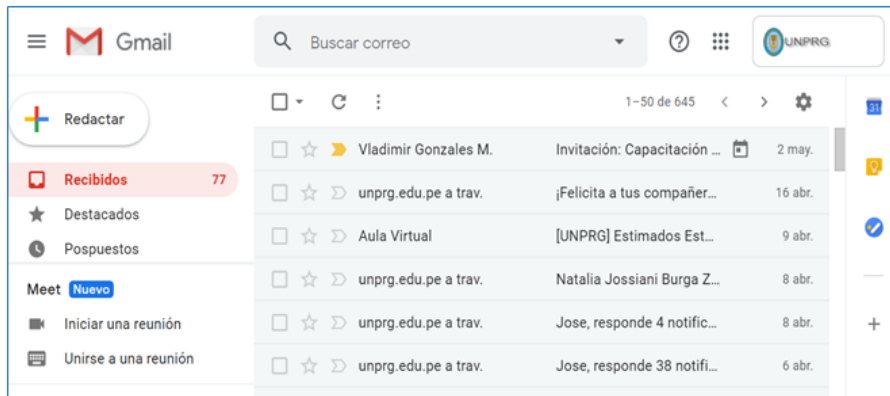 Gmail
Buscar correo
UNPRG
Redactar
1–50 de 645
31
Vladimir Gonzales M. Invitación: Capacitación ... 2 may.
Recibidos 77
unprg.edu.pe a trav. ¡Felicita a tus compañer... 16 abr.
Destacados
Aula Virtual [UNPRG] Estimados Est... 9 abr.
Pospuestos
unprg.edu.pe a trav. Natalia Jossiani Burga Z... 8 abr.
Meet Nuevo
Iniciar una reunión
unprg.edu.pe a trav. Jose, responde 4 notific... 8 abr.
Unirse a una reunión
unprg.edu.pe a trav. Jose, responde 38 notifi... 6 abr.